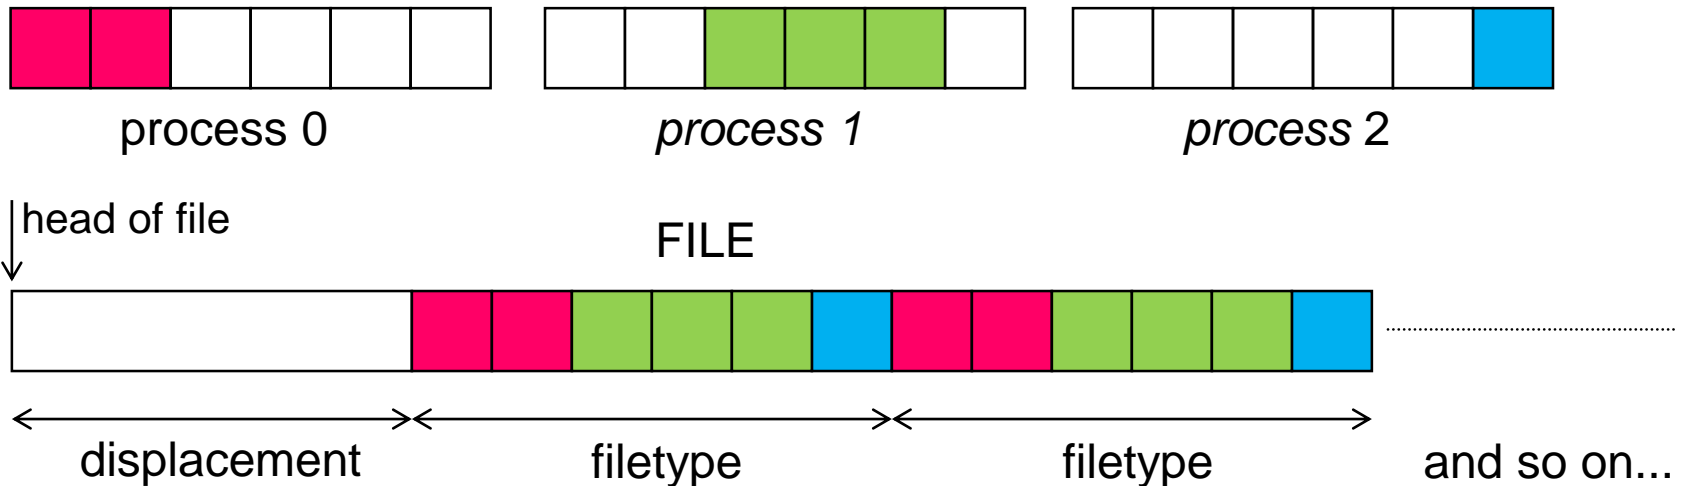 process 0
process 1
process 2
head of file
FILE
displacement
filetype
filetype
and so on...